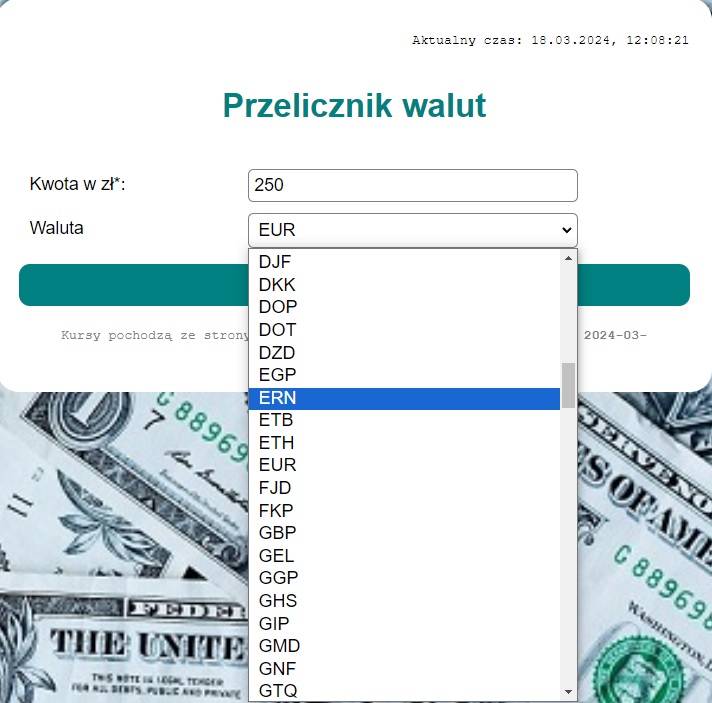 Aktualny czas: 18.03.2024, 12:08:21
Przelicznik walut
Kwota w zł*:
250
Waluta
EUR
DJF
DKK
DOP
DOT
DZD
EGP
ERN
ETB
ETH
EUR
FJD
FKP
GBP
GEL
GGP
GHS
GIP
GMD
GNF
GTQ
Kursy pochodzą ze strony
2024-03-
7
G 88969
FEDE
THE UNITE
THIS NOTE IS LEGAL TENDER
FOR ALL DEBTS, PUBLIC AND PRIVATE
ES OF AME
G 88969
WASHINGTON, D